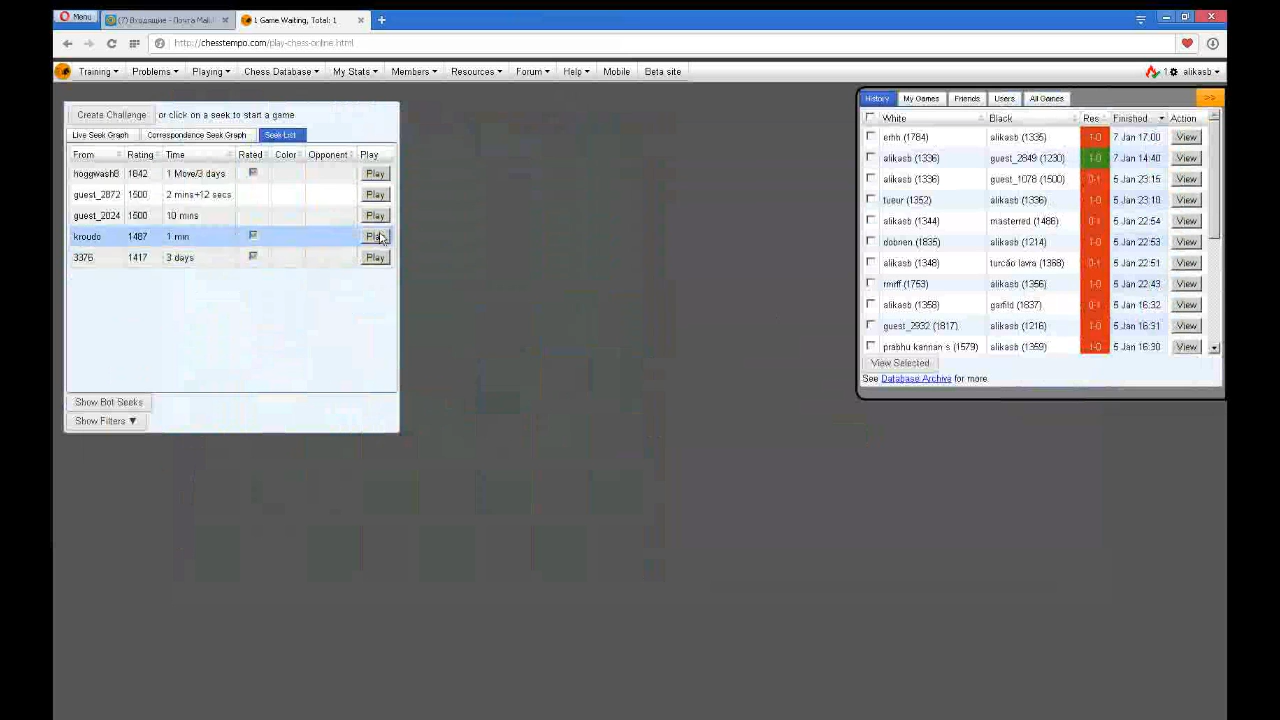 Menu (7) Входящие - Почта Mail 1 Game Waiting, Total: 1
http://chesstempo.com/play-chess-online.html
Training Problems Playing Chess Database My Stats Members Resources Forum Help Mobile Beta site 1 alikasb
Create Challenge or click on a seek to start a game
Live Seek Graph Correspondence Seek Graph Seek List
From Rating Time Rated Color Opponent Play
hoggwash8 1842 1 Move/3 days Play
guest_2872 1500 2 mins+12 secs Play
guest_2024 1500 10 mins Play
kroudo 1487 1 min Play
3376 1417 3 days Play
Show Bot Seeks
Show Filters ▼
History My Games Friends Users All Games >>
White Black Res Finished Action
erhh (1784) alikasb (1335) 1-0 7 Jan 17:00 View
alikasb (1336) guest_2849 (1230) 1-0 7 Jan 14:40 View
alikasb (1336) guest_1078 (1500) 0-1 5 Jan 23:15 View
tueur (1352) alikasb (1336) 1-0 5 Jan 23:10 View
alikasb (1344) masterred (1486) 0-1 5 Jan 22:54 View
alikasb (1214) 1-0 5 Jan 22:53 View
alikasb (1348) turcão lavra (1368) 0-1 5 Jan 22:51 View
rmrff (1753) alikasb (1356) 1-0 5 Jan 22:43 View
alikasb (1358) garfild (1837) 0-1 5 Jan 16:32 View
guest_2932 (1817) alikasb (1216) 1-0 5 Jan 16:31 View
prabhu kannan s (1579) alikasb (1359) 1-0 5 Jan 16:30 View
View Selected
See Database Archive for more